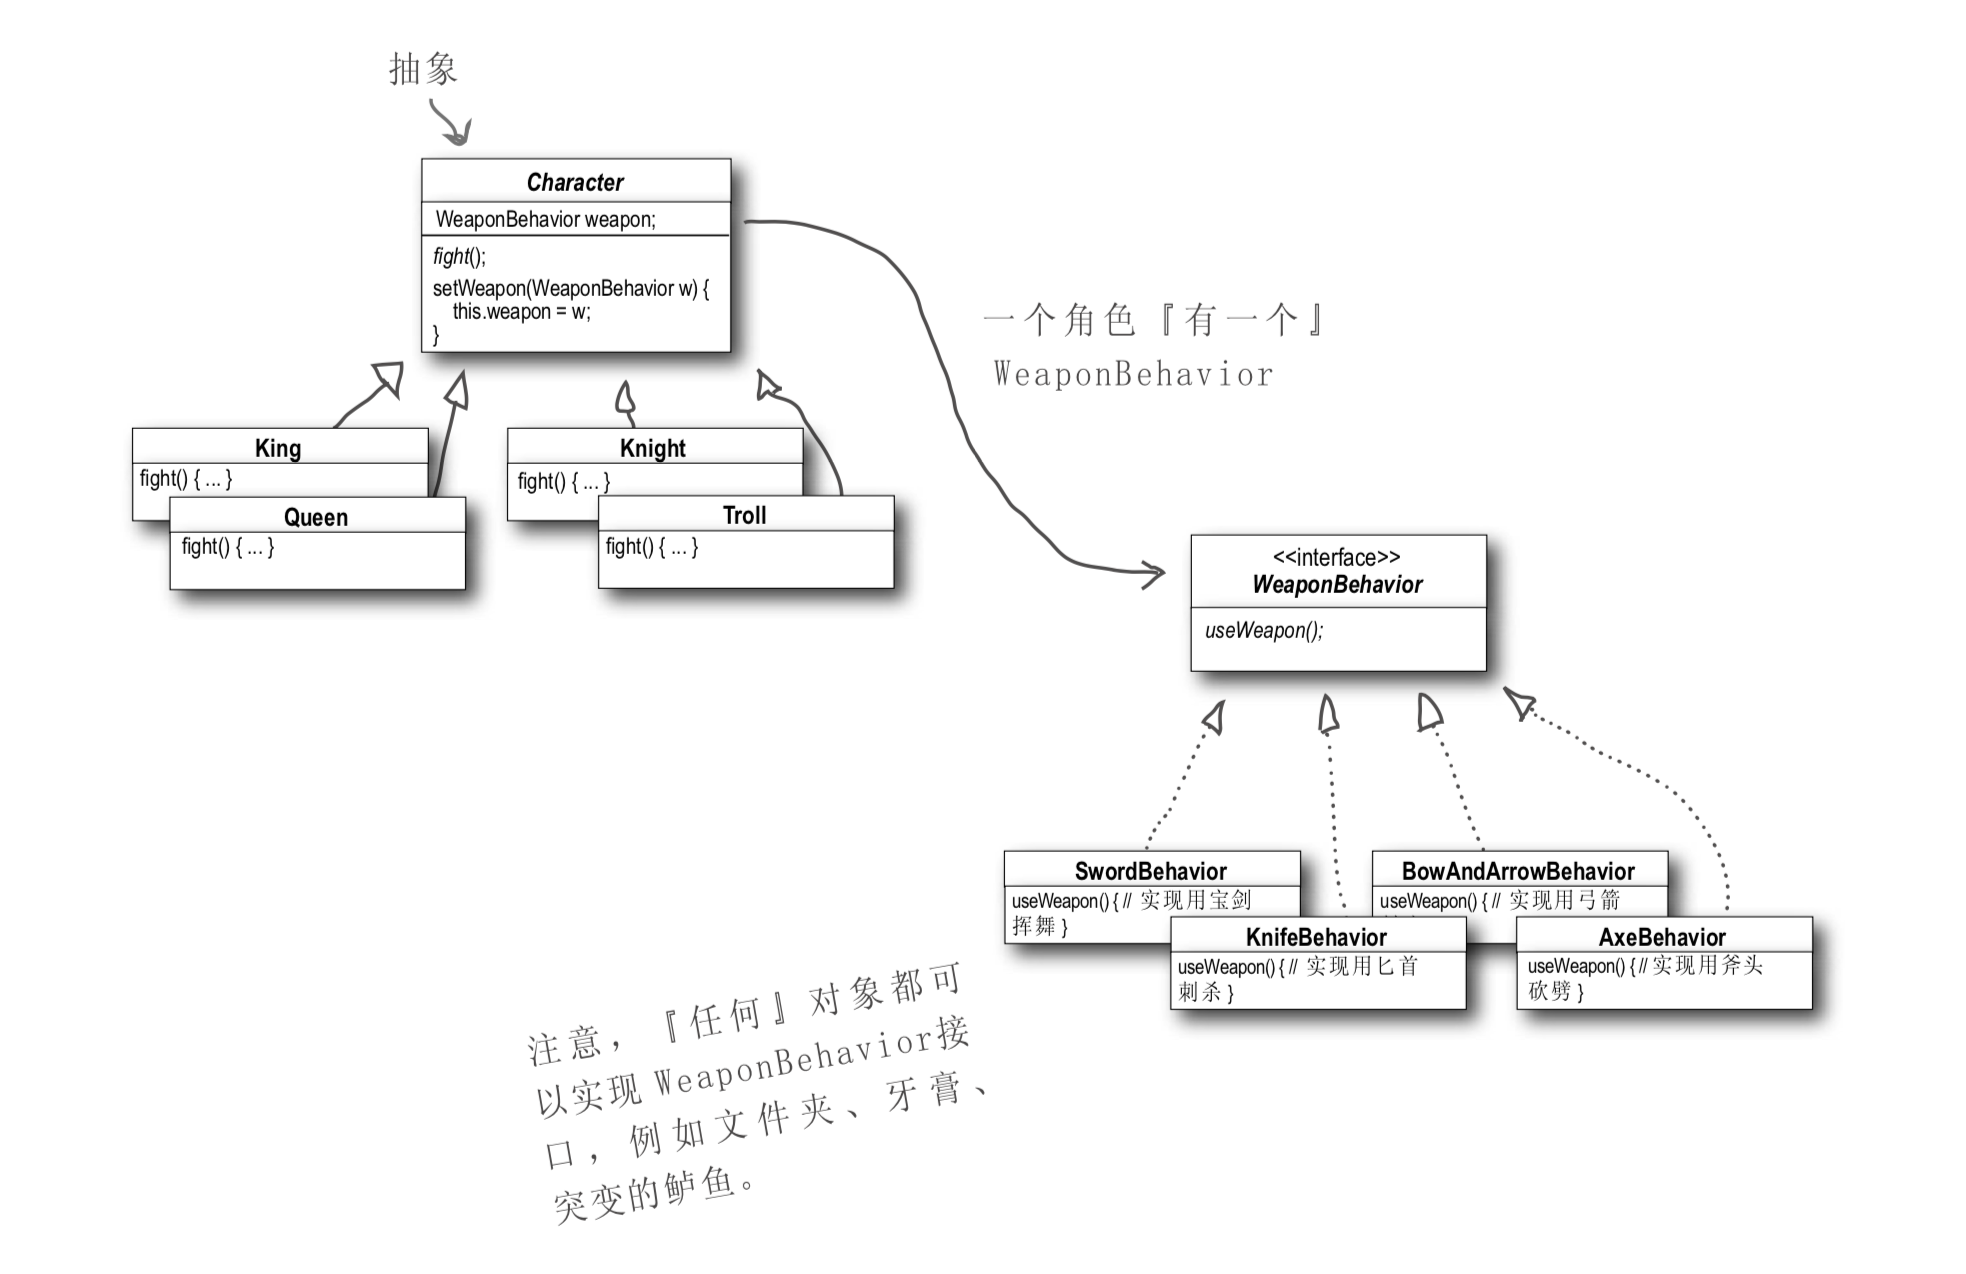 抽象
Character
WeaponBehavior weapon;
fight();
setWeapon(WeaponBehavior w) {
this.weapon = w;
}
一个角色『有一个』
WeaponBehavior
King
fight() { ... }
Queen
fight() { ... }
Knight
fight() { ... }
Troll
fight() { ... }
<<interface>>
WeaponBehavior
useWeapon();
SwordBehavior
useWeapon() { // 实现用宝剑
挥舞 }
KnifeBehavior
useWeapon() { // 实现用匕首
刺杀 }
BowAndArrowBehavior
useWeapon() { // 实现用弓箭
AxeBehavior
useWeapon() { // 实现用斧头
砍劈 }
注意，『任何』对象都可
以实现 WeaponBehavior接
口，例如文件夹、牙膏、
突变的鲈鱼。